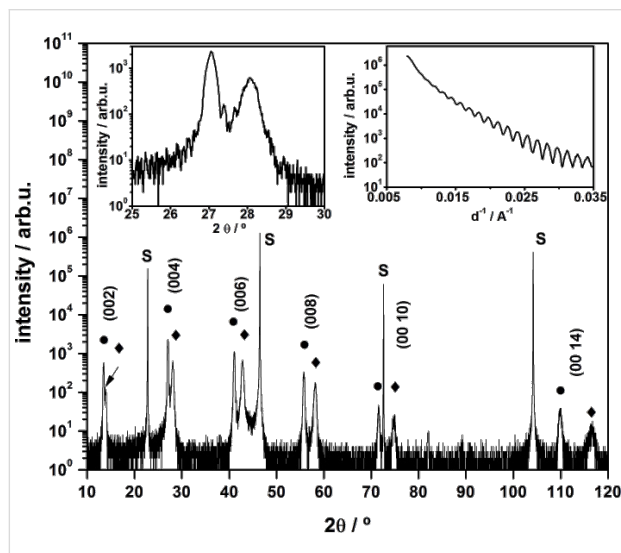 intensity / arb.u.
10¹¹
10¹⁰
10⁹
10⁸
10⁷
10⁶
10⁵
10⁴
10³
10²
10¹
10⁰
10 20 30 40 50 60 70 80 90 100 110 120
2θ / º
intensity / arb.u.
10³
10²
10¹
10⁰
25 26 27 28 29 30
2 θ / º
intensity / arb.u.
10⁶
10⁵
10⁴
10³
10²
10¹
0.005 0.015 0.025 0.035
d⁻¹ / A⁻¹
(002)
S
(004)
(006)
S
(008)
S
(00 10)
S
(00 14)